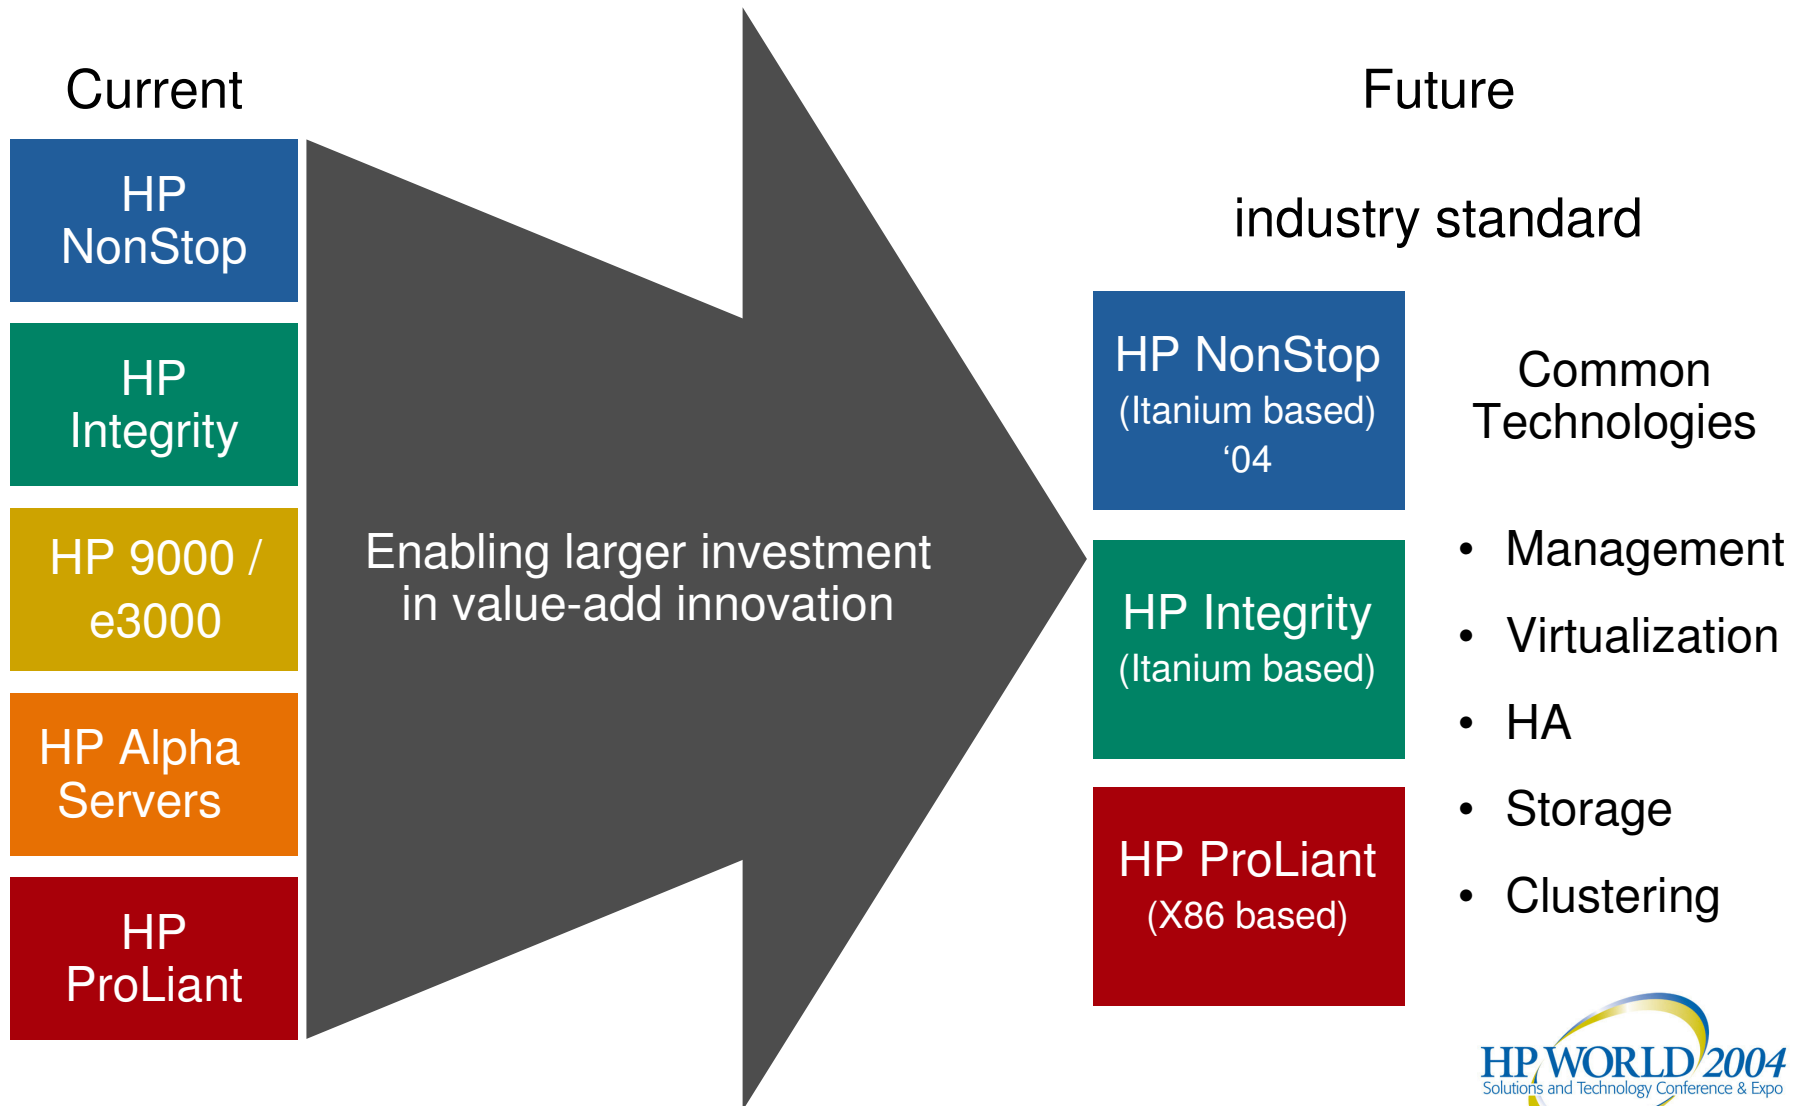 Current
HP
NonStop
HP
Integrity
HP 9000 /
e3000
HP Alpha
Servers
HP
ProLiant
Enabling larger investment
in value-add innovation
Future
industry standard
HP NonStop
(Itanium based)
‘04
HP Integrity
(Itanium based)
HP ProLiant
(X86 based)
Common
Technologies
• Management
• Virtualization
• HA
• Storage
• Clustering
HP WORLD 2004
Solutions and Technology Conference & Expo